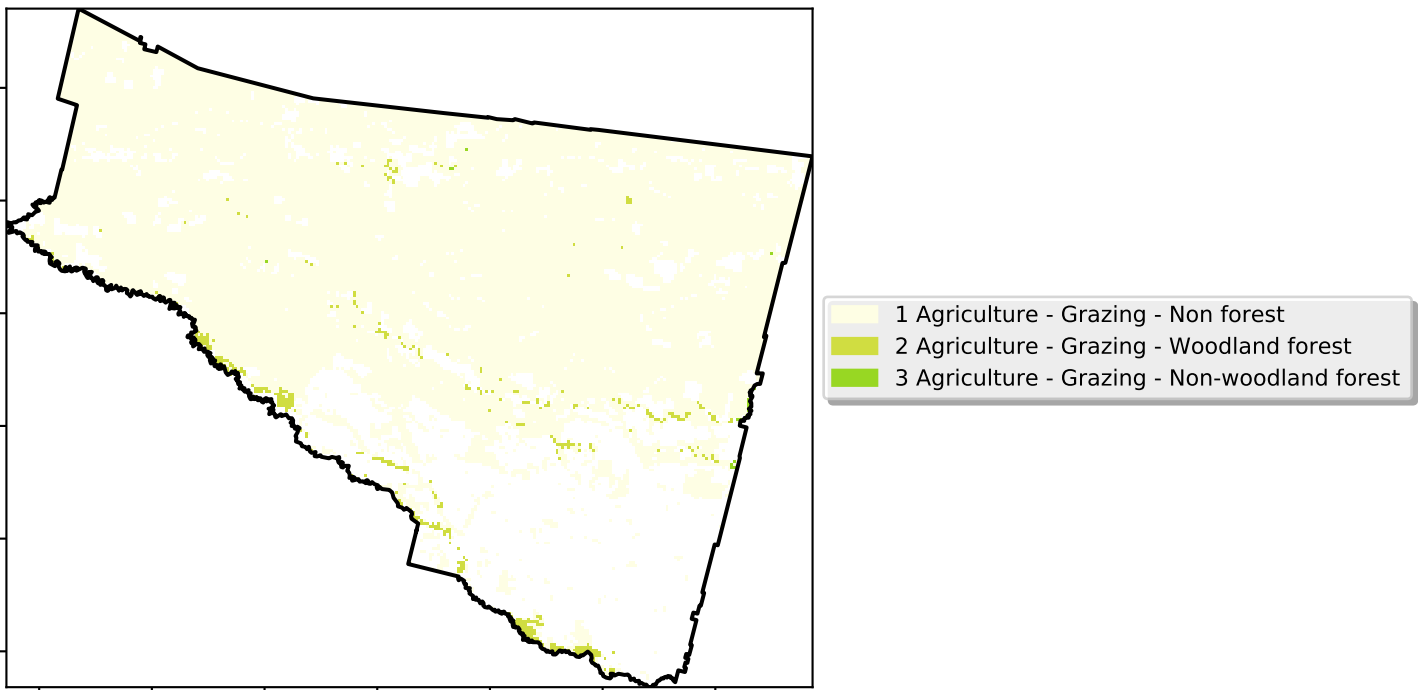 1 Agriculture - Grazing - Non forest
2 Agriculture - Grazing - Woodland forest
3 Agriculture - Grazing - Non-woodland forest